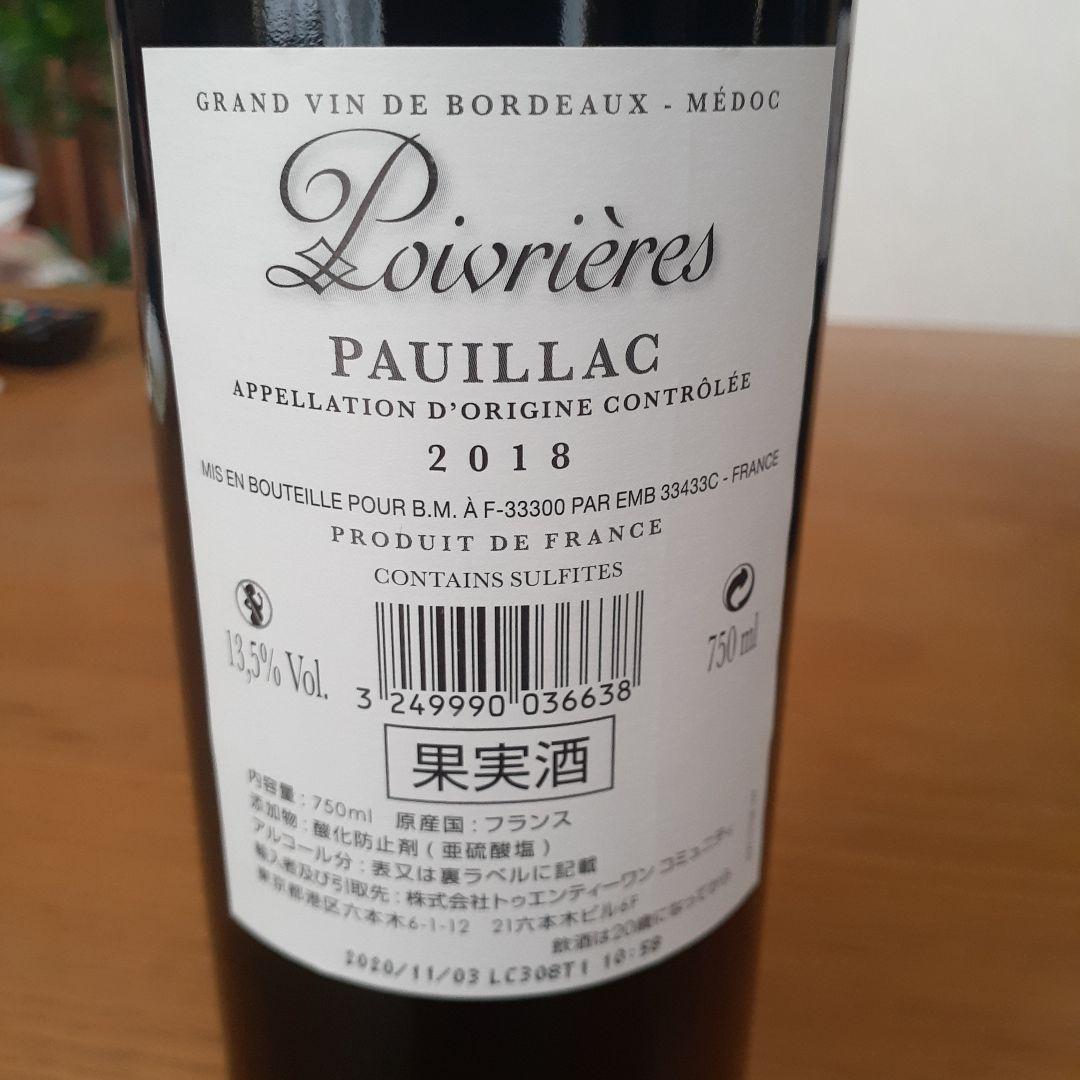 GRAND VIN DE BORDEAUX - MÉDOC
Poivrières
PAUILLAC
APPELLATION D'ORIGINE CONTRÔLÉE
2018
MIS EN BOUTEILLE POUR B.M. À F-33300 PAR EMB 33433C - FRANCE
PRODUIT DE FRANCE
CONTAINS SULFITES
13,5% Vol.
750 ml
3 249990 036638
果実酒
内容量：750ml 原産国：フランス
添加物：酸化防止剤（亜硫酸塩）
アルコール分：表又は裏ラベルに記載
輸入者及び引取先：株式会社トゥエンティーワン コミュニティ
東京都港区六本木6-1-12 21六本木ビル6F
飲酒は20歳になってから
2020/11/03 LC308T1 10:58